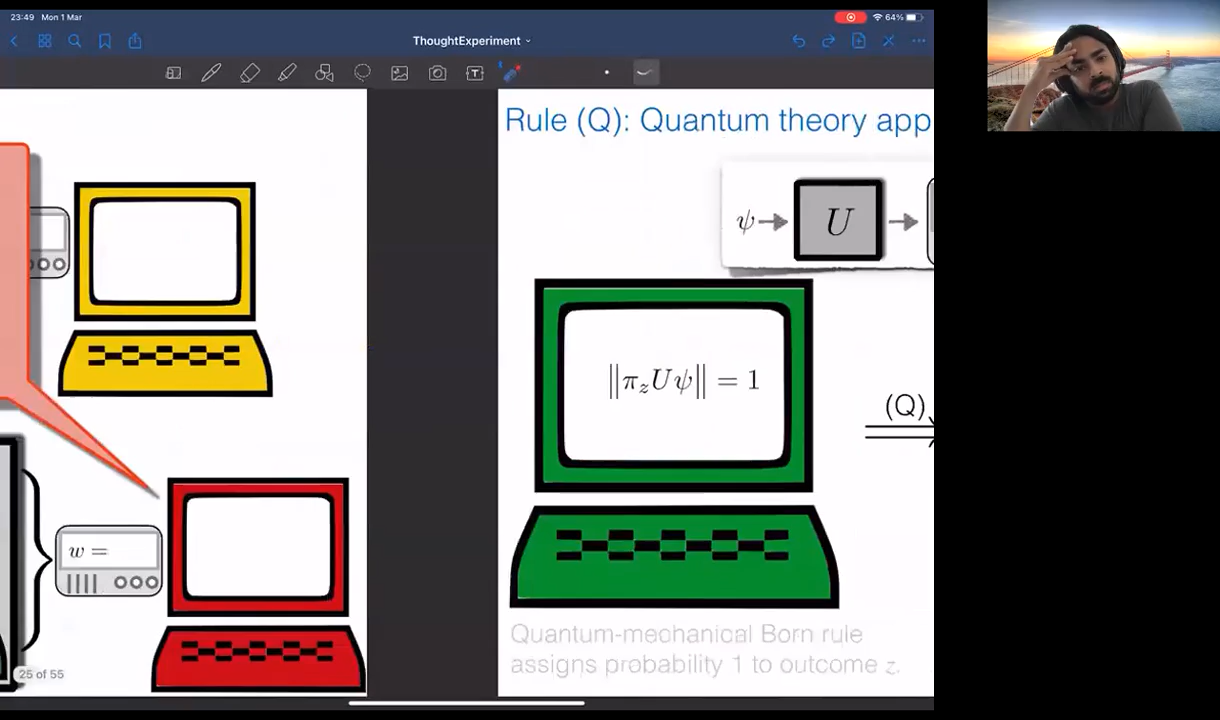 23:49 Mon 1 Mar
64%
ThoughtExperiment
Rule (Q): Quantum theory app
ψ
U
‖π_z Uψ‖ = 1
(Q)
w =
Quantum-mechanical Born rule
assigns probability 1 to outcome z.
25 of 55